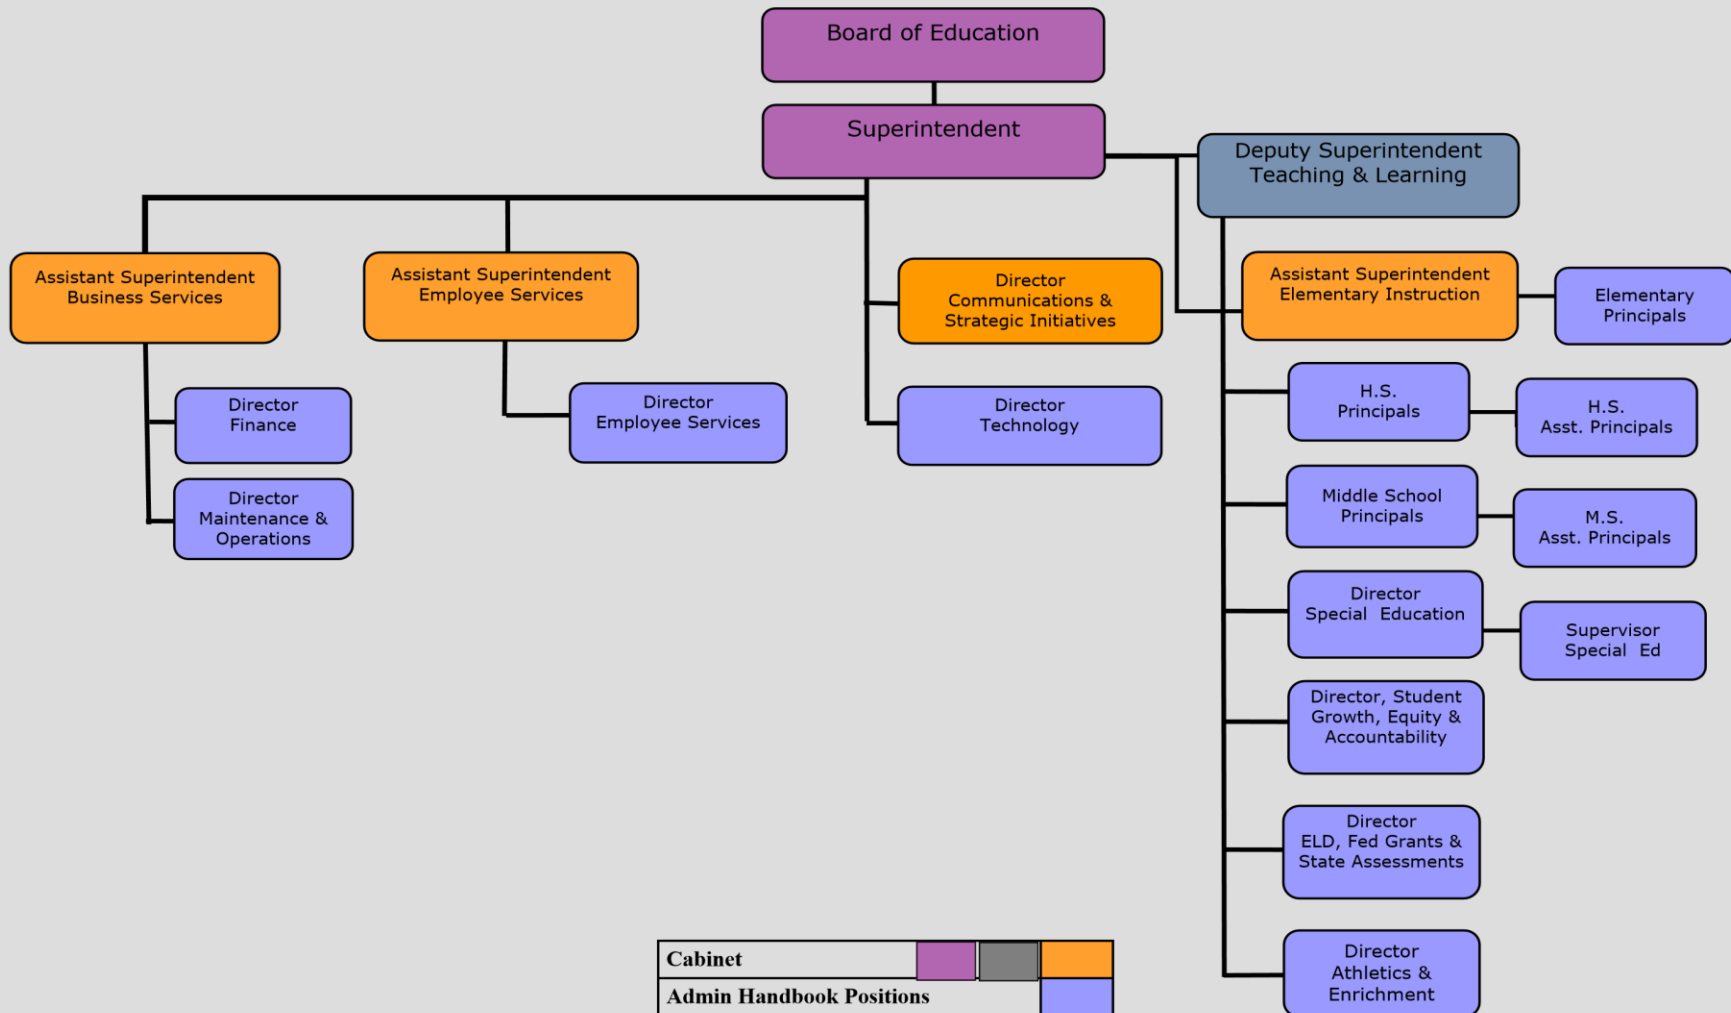 Board of Education
Superintendent
Deputy Superintendent
Teaching & Learning
Assistant Superintendent
Business Services
Assistant Superintendent
Employee Services
Director
Communications &
Strategic Initiatives
Assistant Superintendent
Elementary Instruction
Elementary
Principals
Director
Finance
Director
Employee Services
Director
Technology
H.S.
Principals
H.S.
Asst. Principals
Director
Maintenance &
Operations
Middle School
Principals
M.S.
Asst. Principals
Director
Special  Education
Supervisor
Special  Ed
Director, Student
Growth, Equity &
Accountability
Director
ELD, Fed Grants &
State Assessments
Director
Athletics &
Enrichment
Cabinet
Admin Handbook Positions